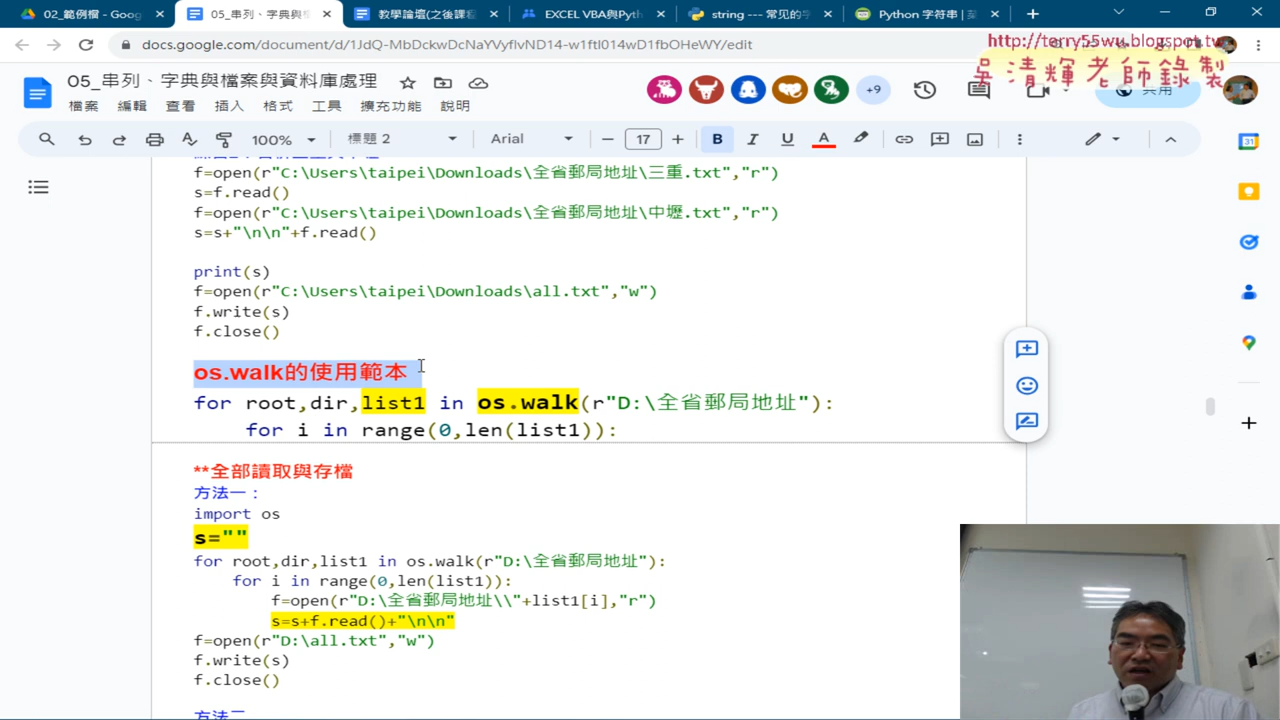 02_範例檔 - Goog
05_串列、字典與檔
教學論壇(之後課程
EXCEL VBA與Pyth
string --- 常见的字
Python 字符串 | 菜
docs.google.com/document/d/1JdQ-MbDckwDcNaYVyflvND14-w1ftl014wD1fbOHeWY/edit
http://terry55wu.blogspot.tw
吳清輝老師錄製
05_串列、字典與檔案與資料庫處理
檔案 編輯 查看 插入 格式 工具 擴充功能 說明
+9
共用
100% 標題 2 Arial 17 B I U A
31
f=open(r"C:\Users\taipei\Downloads\全省郵局地址\三重.txt","r")
s=f.read()
f=open(r"C:\Users\taipei\Downloads\全省郵局地址\中壢.txt","r")
s=s+"\n\n"+f.read()
print(s)
f=open(r"C:\Users\taipei\Downloads\all.txt","w")
f.write(s)
f.close()
os.walk的使用範本
for root,dir,list1 in os.walk(r"D:\全省郵局地址"):
for i in range(0,len(list1)):
**全部讀取與存檔
方法一：
import os
s=""
for root,dir,list1 in os.walk(r"D:\全省郵局地址"):
for i in range(0,len(list1)):
f=open(r"D:\全省郵局地址\\"+list1[i],"r")
s=s+f.read()+"\n\n"
f=open(r"D:\all.txt","w")
f.write(s)
f.close()
方法二